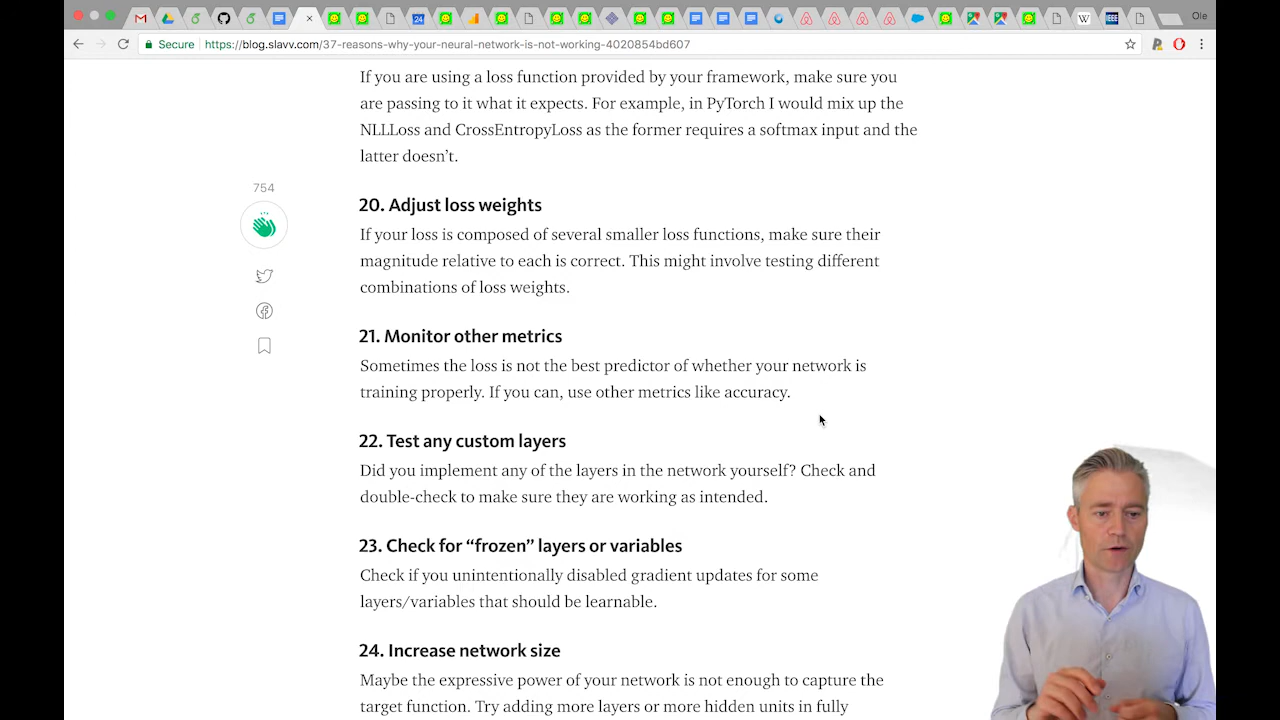 24
W
IEEE
Ole
Secure
https://blog.slavv.com/37-reasons-why-your-neural-network-is-not-working-4020854bd607
If you are using a loss function provided by your framework, make sure you
are passing to it what it expects. For example, in PyTorch I would mix up the
NLLLoss and CrossEntropyLoss as the former requires a softmax input and the
latter doesn’t.
754
20. Adjust loss weights
If your loss is composed of several smaller loss functions, make sure their
magnitude relative to each is correct. This might involve testing different
combinations of loss weights.
21. Monitor other metrics
Sometimes the loss is not the best predictor of whether your network is
training properly. If you can, use other metrics like accuracy.
22. Test any custom layers
Did you implement any of the layers in the network yourself? Check and
double-check to make sure they are working as intended.
23. Check for “frozen” layers or variables
Check if you unintentionally disabled gradient updates for some
layers/variables that should be learnable.
24. Increase network size
Maybe the expressive power of your network is not enough to capture the
target function. Try adding more layers or more hidden units in fully